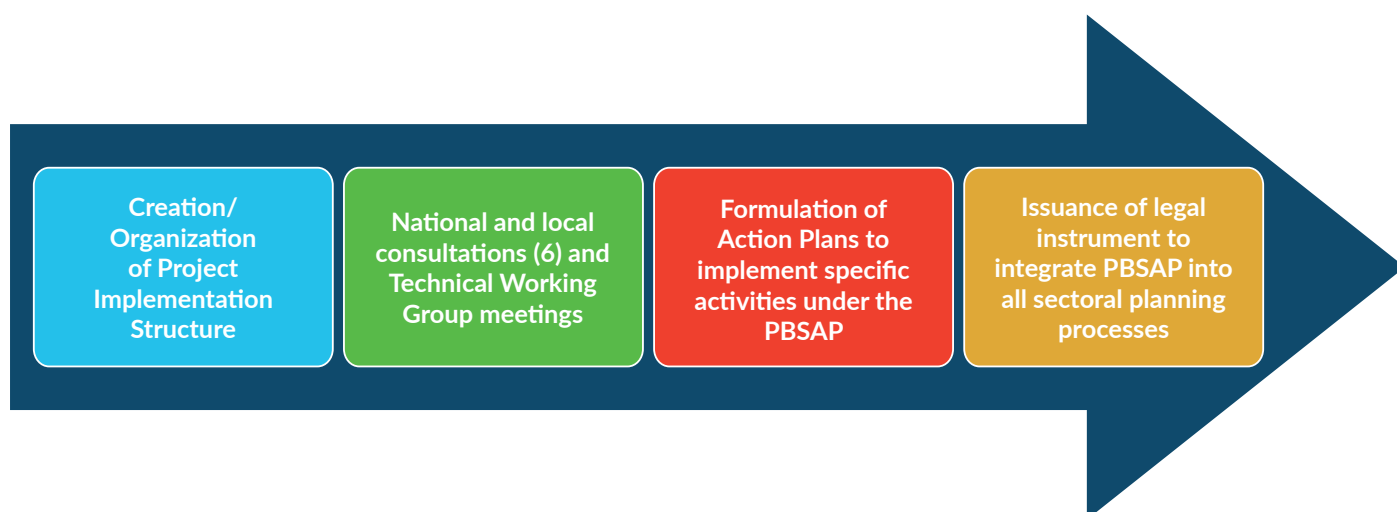 Creation/
Organization
of Project
Implementation
Structure
National and local
consultations (6) and
Technical Working
Group meetings
Formulation of
Action Plans to
implement specific
activities under the
PBSAP
Issuance of legal
instrument to
integrate PBSAP into
all sectoral planning
processes